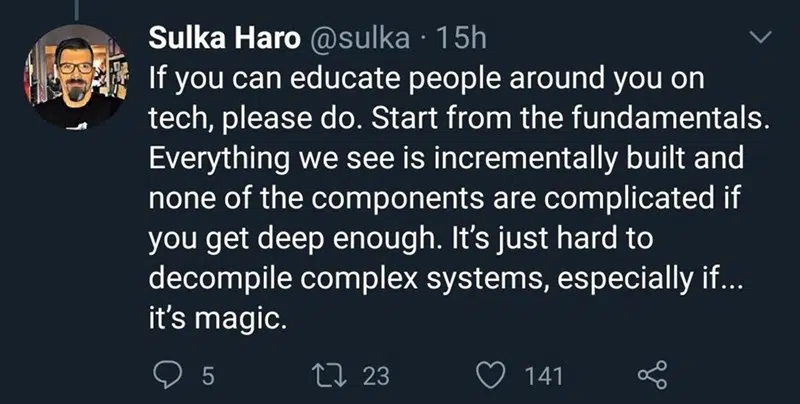 Sulka Haro @sulka · 15h
If you can educate people around you on
tech, please do. Start from the fundamentals.
Everything we see is incrementally built and
none of the components are complicated if
you get deep enough. It’s just hard to
decompile complex systems, especially if...
it’s magic.
5 23 141